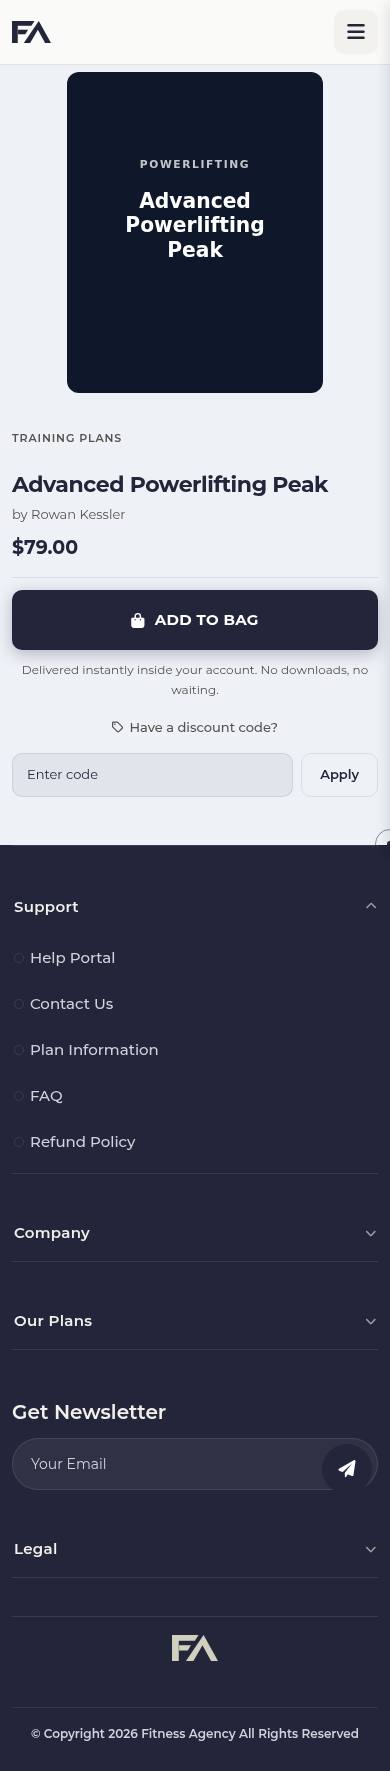 FA
POWERLIFTING
Advanced
Powerlifting
Peak
TRAINING PLANS
Advanced Powerlifting Peak
by Rowan Kessler
$79.00
ADD TO BAG
Delivered instantly inside your account. No downloads, no
waiting.
Have a discount code?
Enter code
Apply
Support
Help Portal
Contact Us
Plan Information
FAQ
Refund Policy
Company
Our Plans
Get Newsletter
Your Email
Legal
FA
© Copyright 2026 Fitness Agency All Rights Reserved